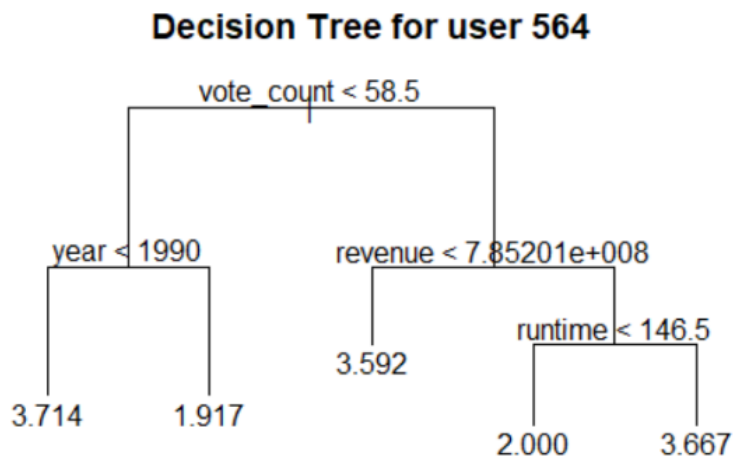 Decision Tree for user 564
vote_count < 58.5
year < 1990
revenue < 7.85201e+008
runtime < 146.5
3.592
3.714
1.917
2.000
3.667